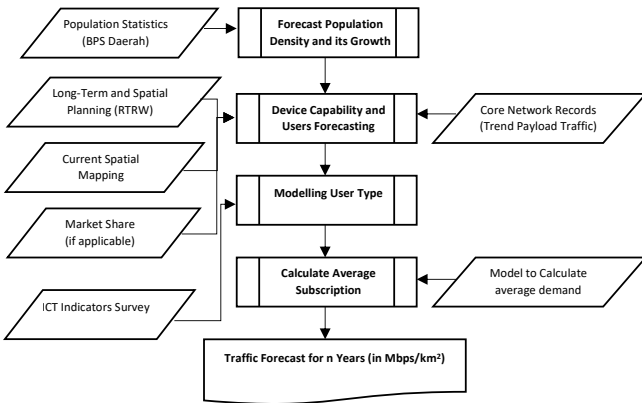 Population Statistics
(BPS Daerah)
Forecast Population
Density and its Growth
Long-Term and Spatial
Planning (RTRW)
Device Capability and
Users Forecasting
Core Network Records
(Trend Payload Traffic)
Current Spatial
Mapping
Modelling User Type
Market Share
(if applicable)
Calculate Average
Subscription
Model to Calculate
average demand
ICT Indicators Survey
Traffic Forecast for n Years (in Mbps/km²)